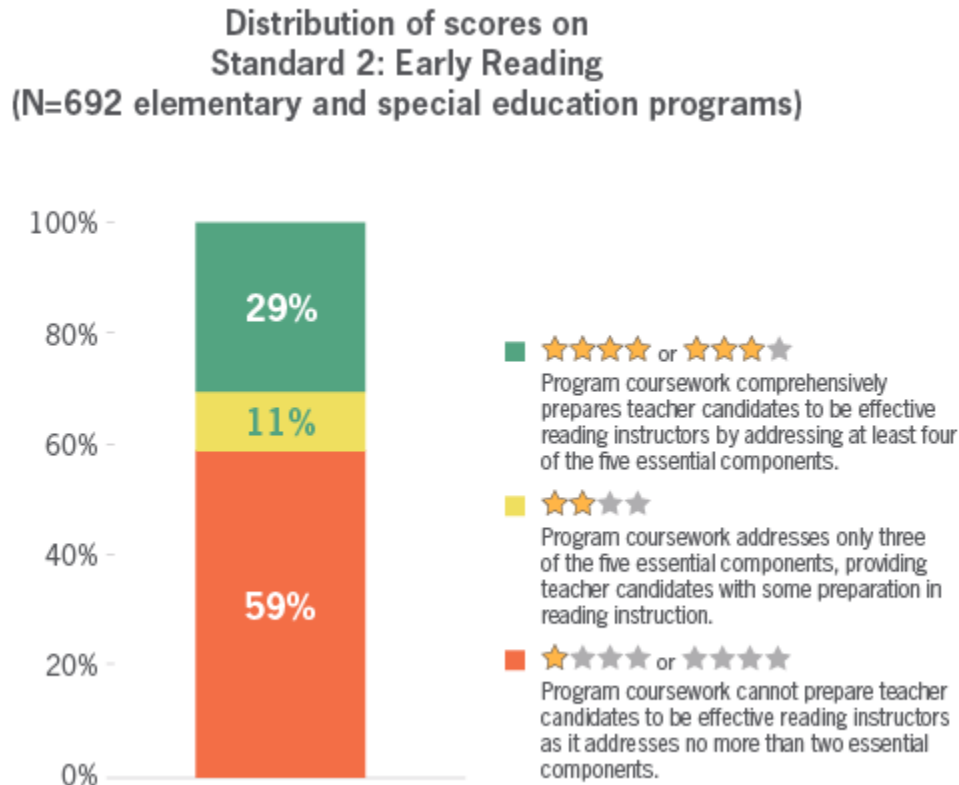 Distribution of scores on
Standard 2: Early Reading
(N=692 elementary and special education programs)
100%
80%
60%
40%
20%
0%
29%
11%
59%
or
Program coursework comprehensively
prepares teacher candidates to be effective
reading instructors by addressing at least four
of the five essential components.
Program coursework addresses only three
of the five essential components, providing
teacher candidates with some preparation in
reading instruction.
or
Program coursework cannot prepare teacher
candidates to be effective reading instructors
as it addresses no more than two essential
components.